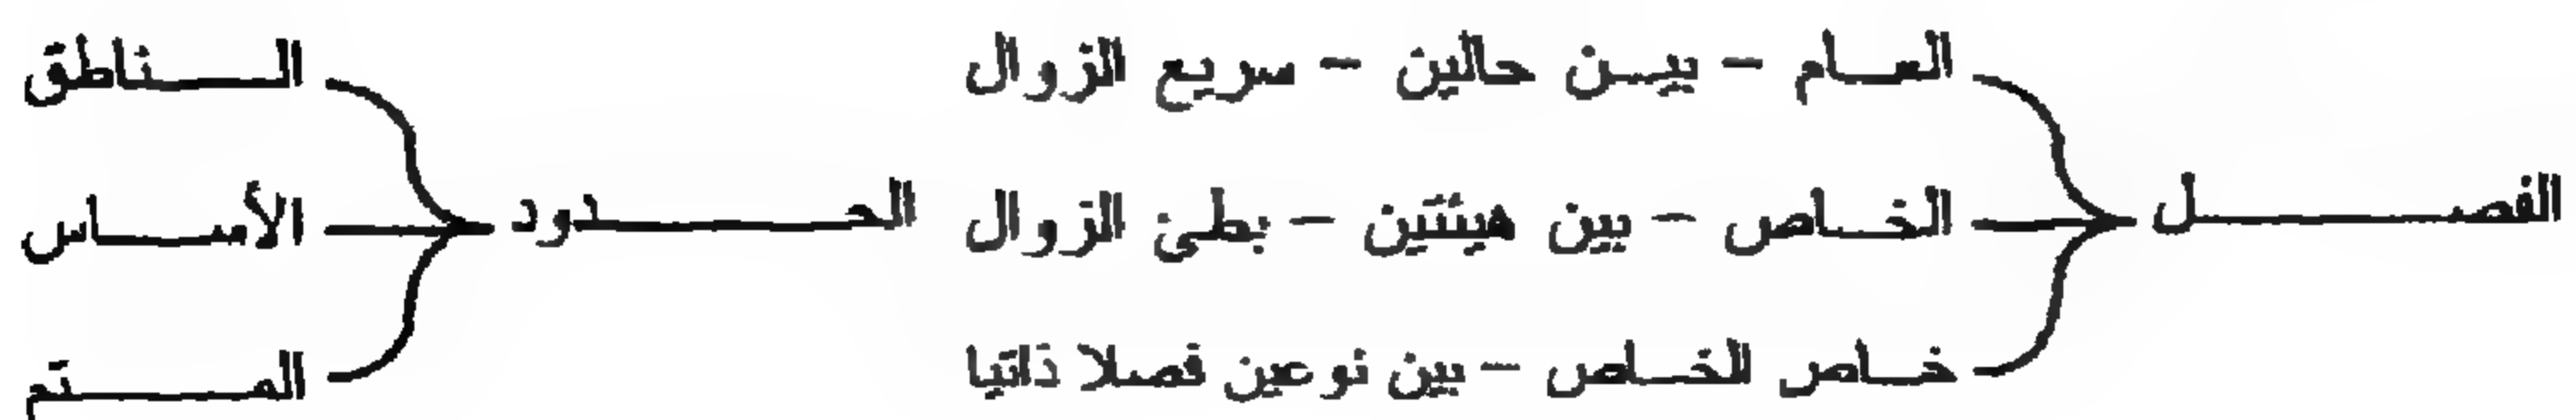 الفصل
العام - بين حالين - سريع الزوال
الخاص - بين هيئتين - بطئ الزوال
خاص الخاص - بين نوعين فصلا ذاتيا
الحدود
الناطق
الأساس
المتم